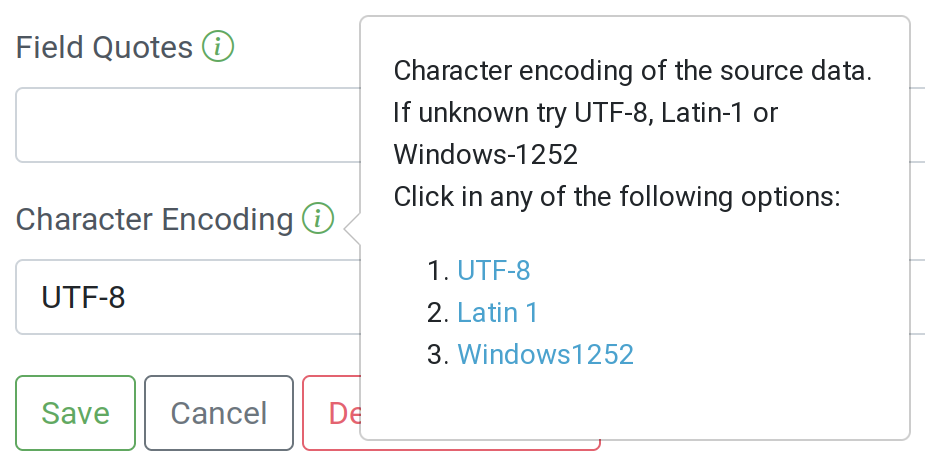 Field Quotes
Character encoding of the source data.
If unknown try UTF-8, Latin-1 or
Windows-1252
Click in any of the following options:
Character Encoding
1. UTF-8
2. Latin 1
3. Windows1252
UTF-8
Save
Cancel